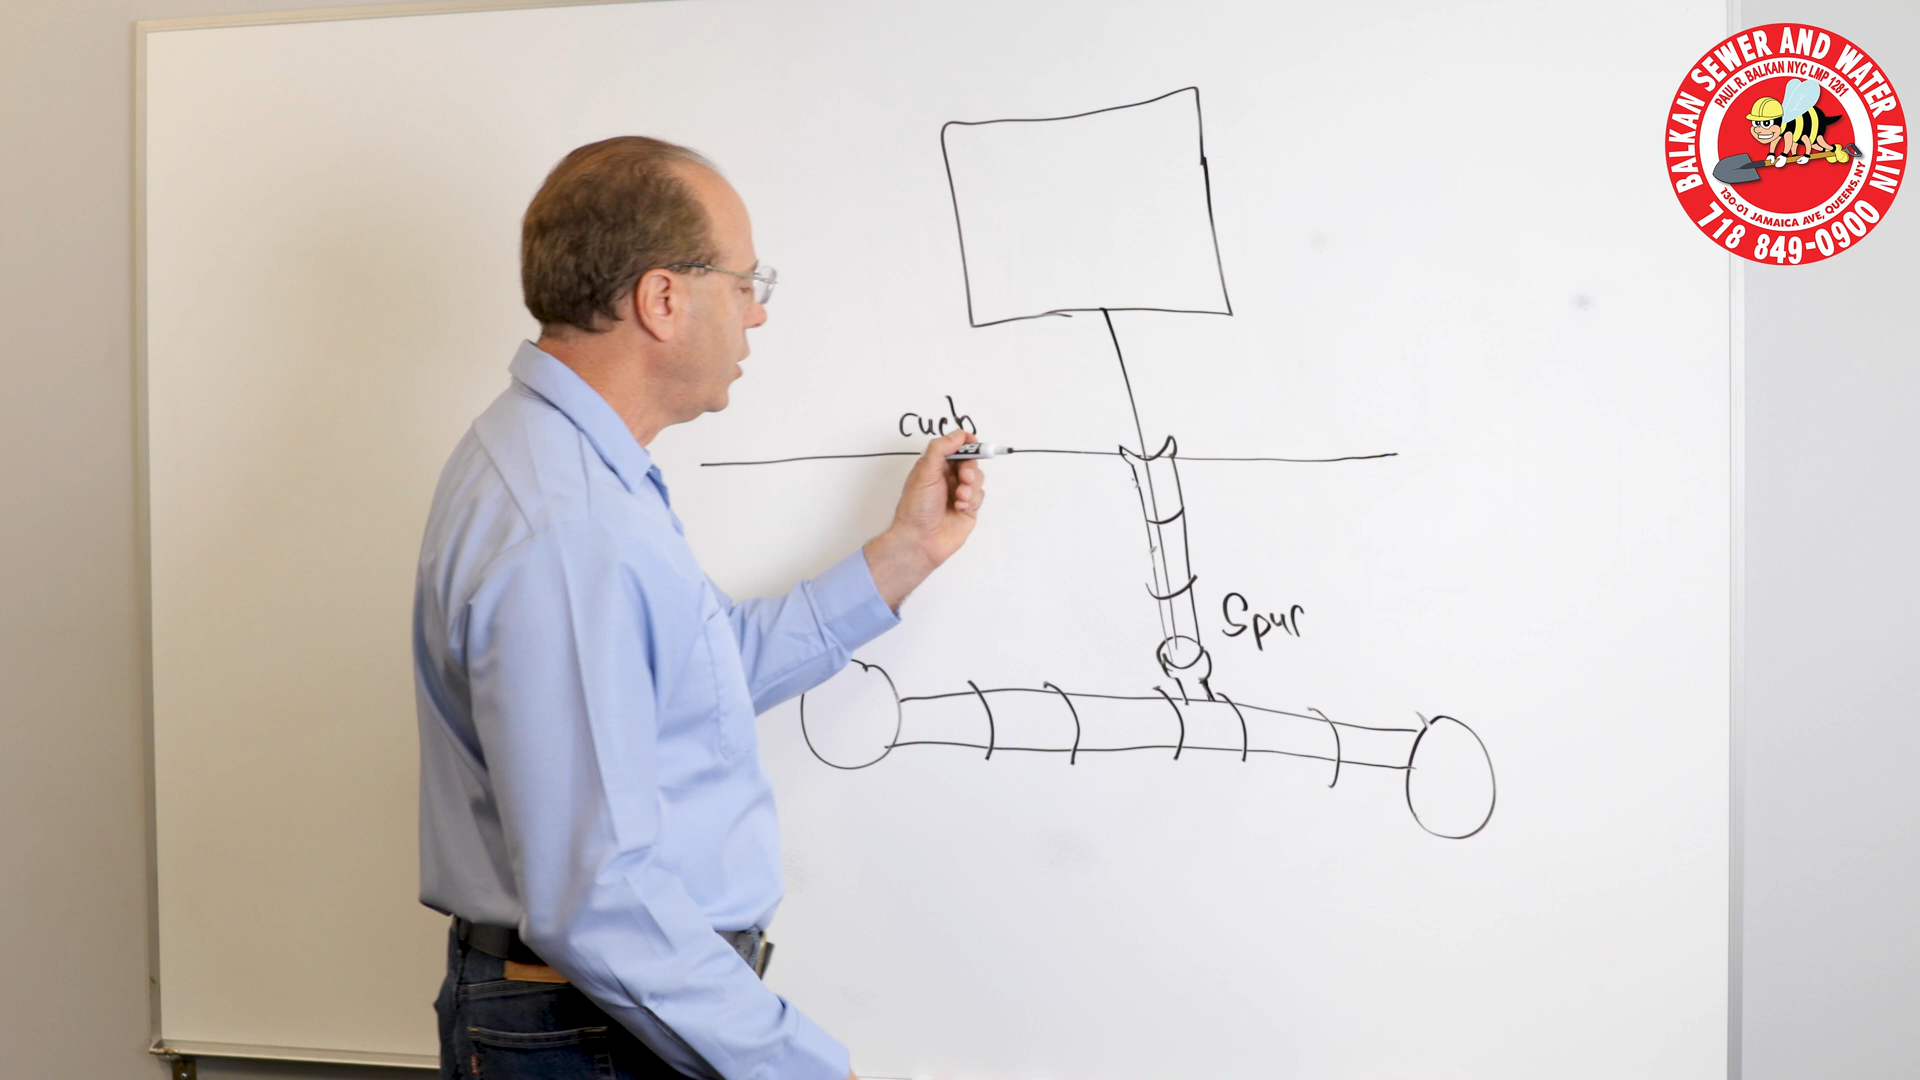 BALKAN SEWER AND WATER MAIN
PAUL R. BALKAN NYC LMP 1281
130-01 JAMAICA AVE, QUEENS, NY
718 849-0900
curb
Spur